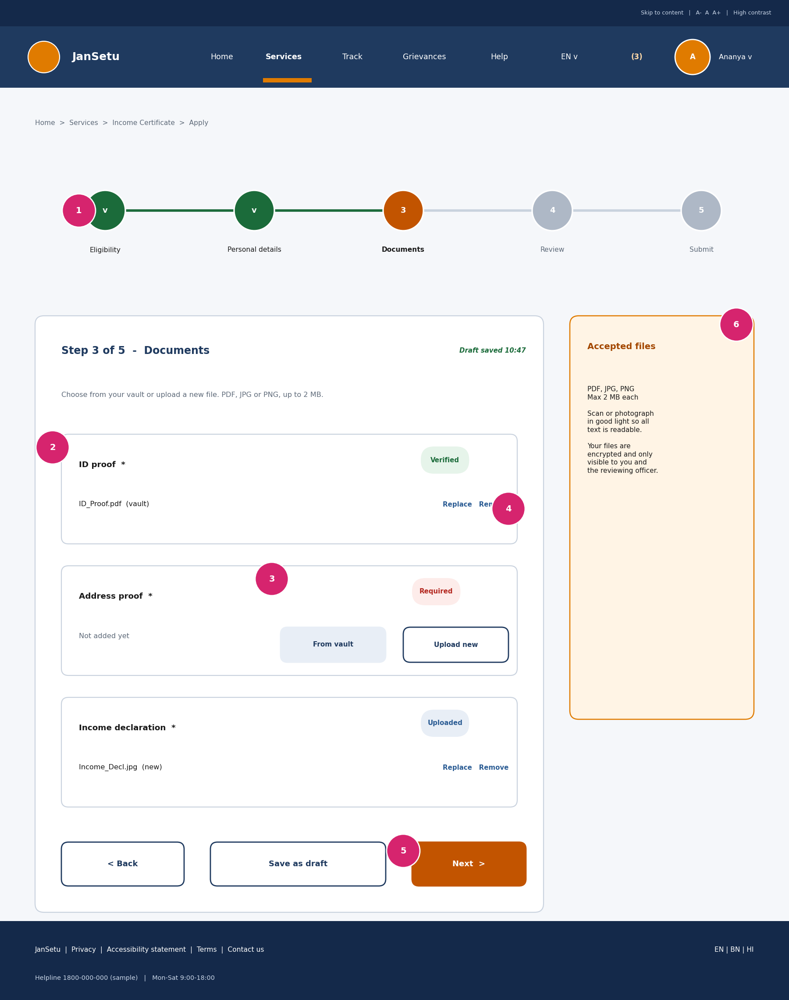 Skip to content | A- A A+ | High contrast
JanSetu Home Services Track Grievances Help EN v (3) A Ananya v
Home > Services > Income Certificate > Apply
1 v v 3 4 5
Eligibility Personal details Documents Review Submit
6
Step 3 of 5 - Documents Draft saved 10:47
Choose from your vault or upload a new file. PDF, JPG or PNG, up to 2 MB.
2
ID proof * Verified
ID_Proof.pdf (vault) Replace
4
3
Address proof * Required
Not added yet From vault Upload new
Income declaration * Uploaded
Income_Decl.jpg (new) Replace Remove
5
< Back Save as draft Next >
Accepted files
PDF, JPG, PNG
Max 2 MB each
Scan or photograph
in good light so all
text is readable.
Your files are
encrypted and only
visible to you and
the reviewing officer.
JanSetu | Privacy | Accessibility statement | Terms | Contact us EN | BN | HI
Helpline 1800-000-000 (sample) | Mon-Sat 9:00-18:00